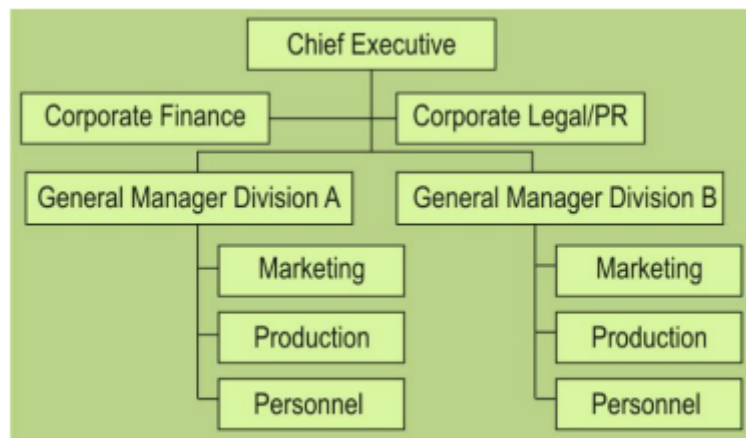 Chief Executive
Corporate Finance
Corporate Legal/PR
General Manager Division A
General Manager Division B
Marketing
Marketing
Production
Production
Personnel
Personnel